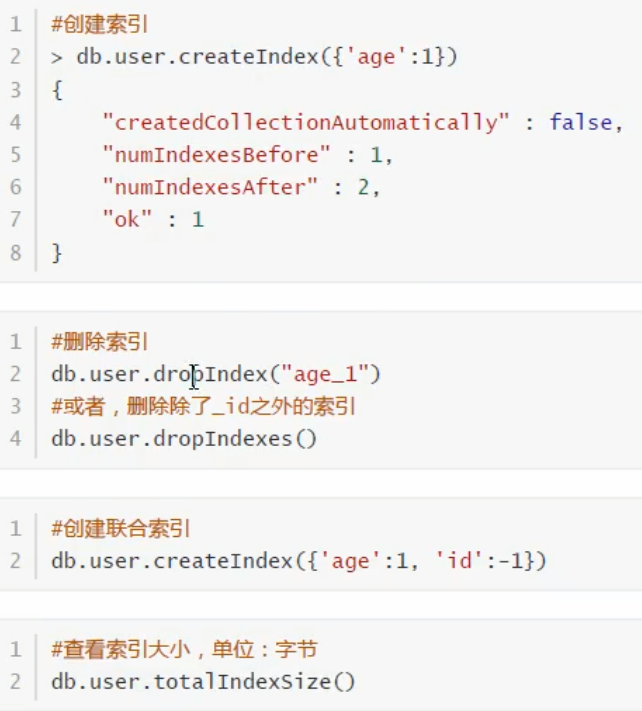 1 #创建索引
2 > db.user.createIndex({'age':1})
3 {
4     "createdCollectionAutomatically" : false,
5     "numIndexesBefore" : 1,
6     "numIndexesAfter" : 2,
7     "ok" : 1
8 }
1 #删除索引
2 db.user.dropIndex("age_1")
3 #或者，删除除了_id之外的索引
4 db.user.dropIndexes()
1 #创建联合索引
2 db.user.createIndex({'age':1, 'id':-1})
1 #查看索引大小，单位：字节
2 db.user.totalIndexSize()